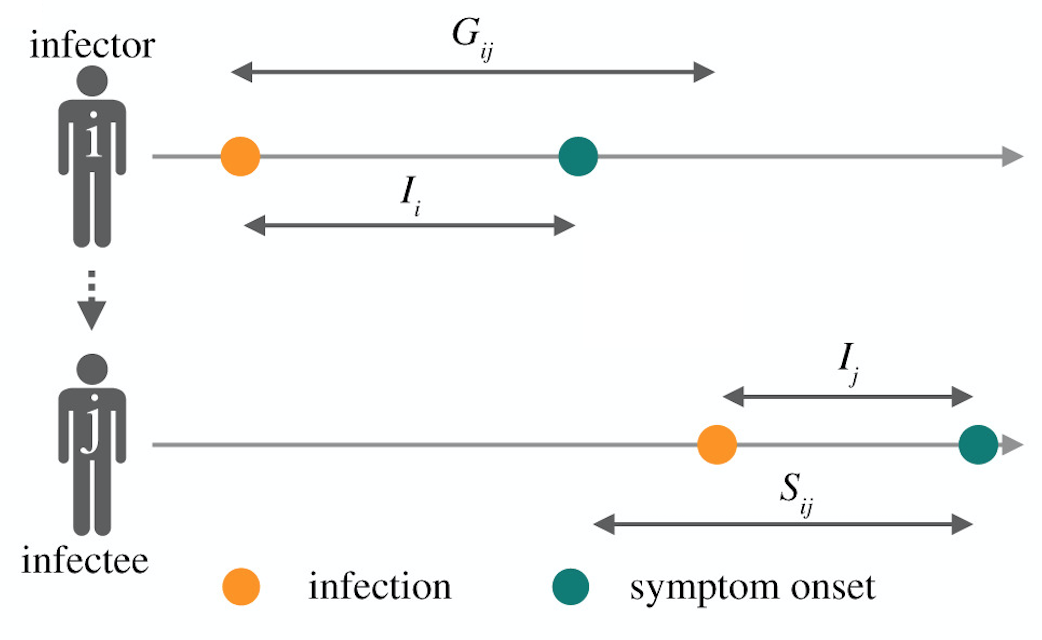 infector
G_ij
i
I_i
I_j
j
S_ij
infectee
infection
symptom onset